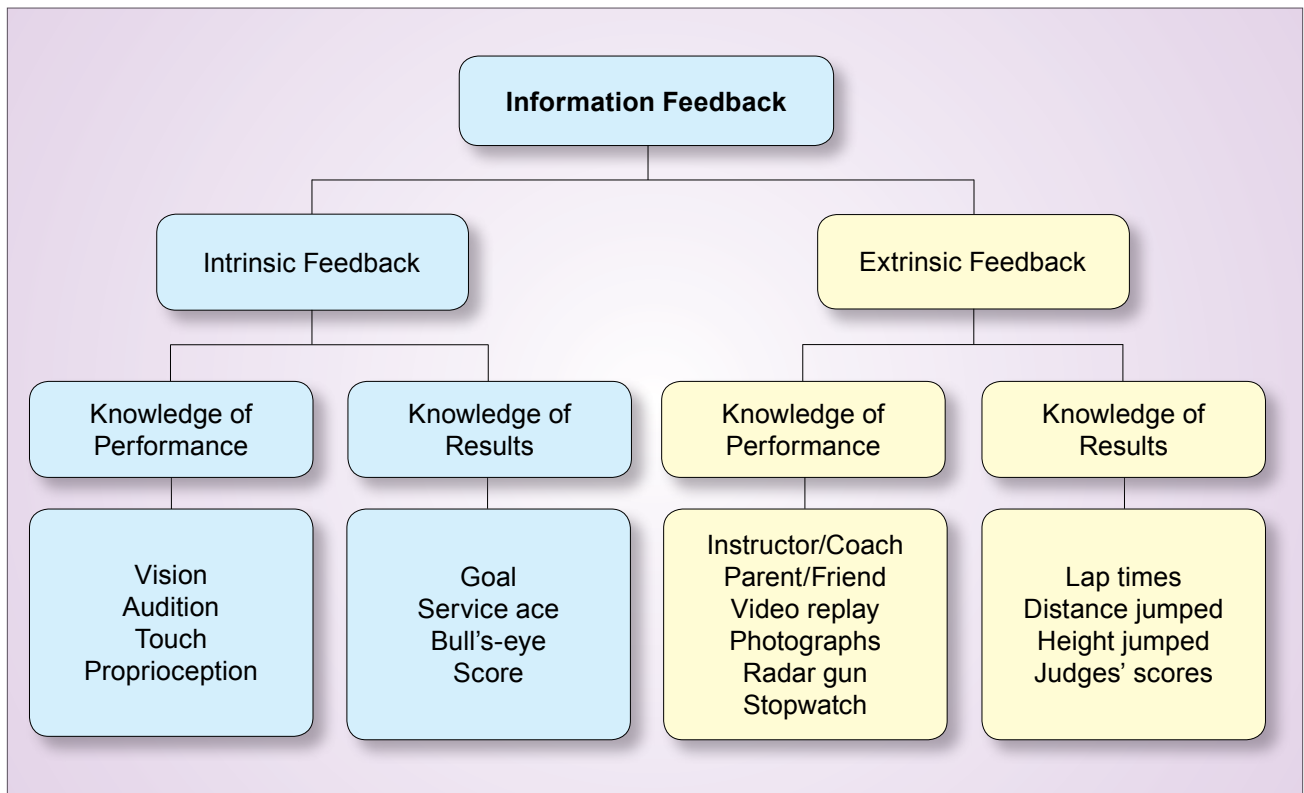 Information Feedback
Intrinsic Feedback
Extrinsic Feedback
Knowledge of
Performance
Knowledge of
Results
Knowledge of
Performance
Knowledge of
Results
Vision
Audition
Touch
Proprioception
Goal
Service ace
Bull’s-eye
Score
Instructor/Coach
Parent/Friend
Video replay
Photographs
Radar gun
Stopwatch
Lap times
Distance jumped
Height jumped
Judges’ scores